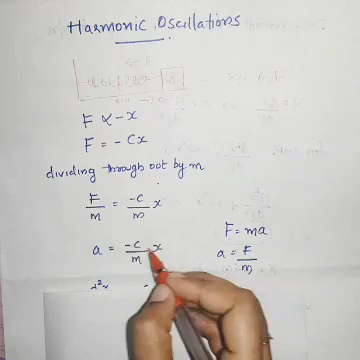 Harmonic Oscillations
F ∝ -x
F = - Cx
dividing through out by m
F/m = -C/m x
F = ma
a = -C/m x
a = F/m